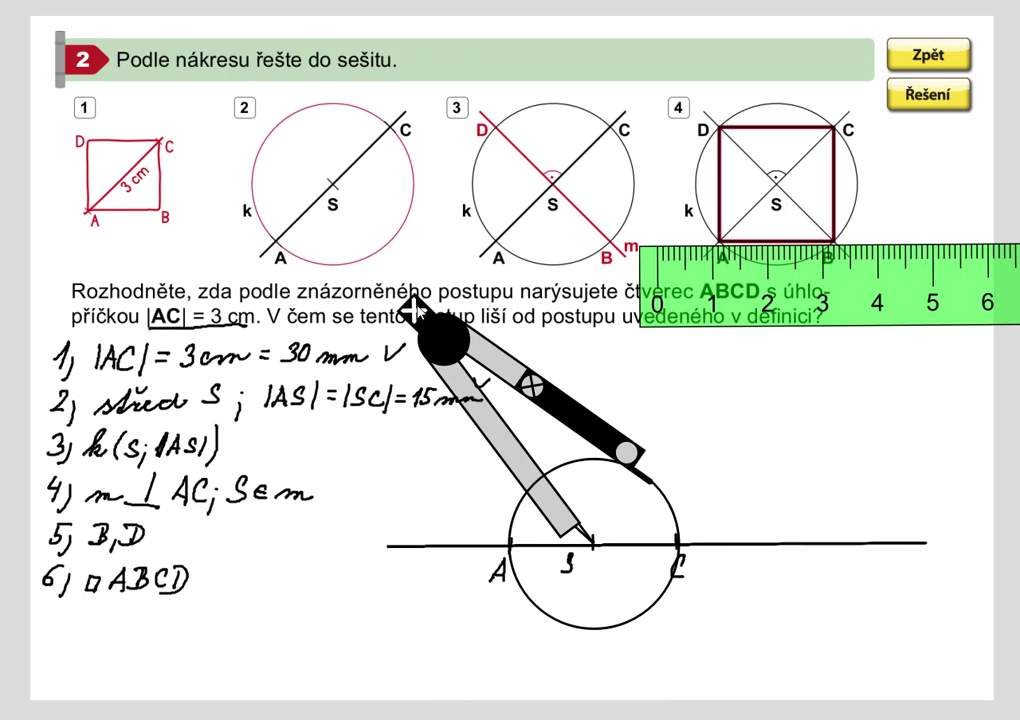 2 Podle nákresu řešte do sešitu.
Zpět
Řešení
1
D
C
3 cm
A
B
2
C
S
k
A
3
D
C
S
k
A
B
m
4
D
C
S
k
A
B
0 1 2 3 4 5 6
Rozhodněte, zda podle znázorněného postupu narýsujete čtverec ABCD s úhlo-
příčkou |AC| = 3 cm. V čem se tento postup liší od postupu uvedeného v definici?
1) |AC| = 3 cm = 30 mm √
2) střed S ; |AS| = |SC| = 15 mm
3) k (S; |AS|)
4) m ⊥ AC; S ∈ m
5) B, D
6) □ ABCD
A
S
C